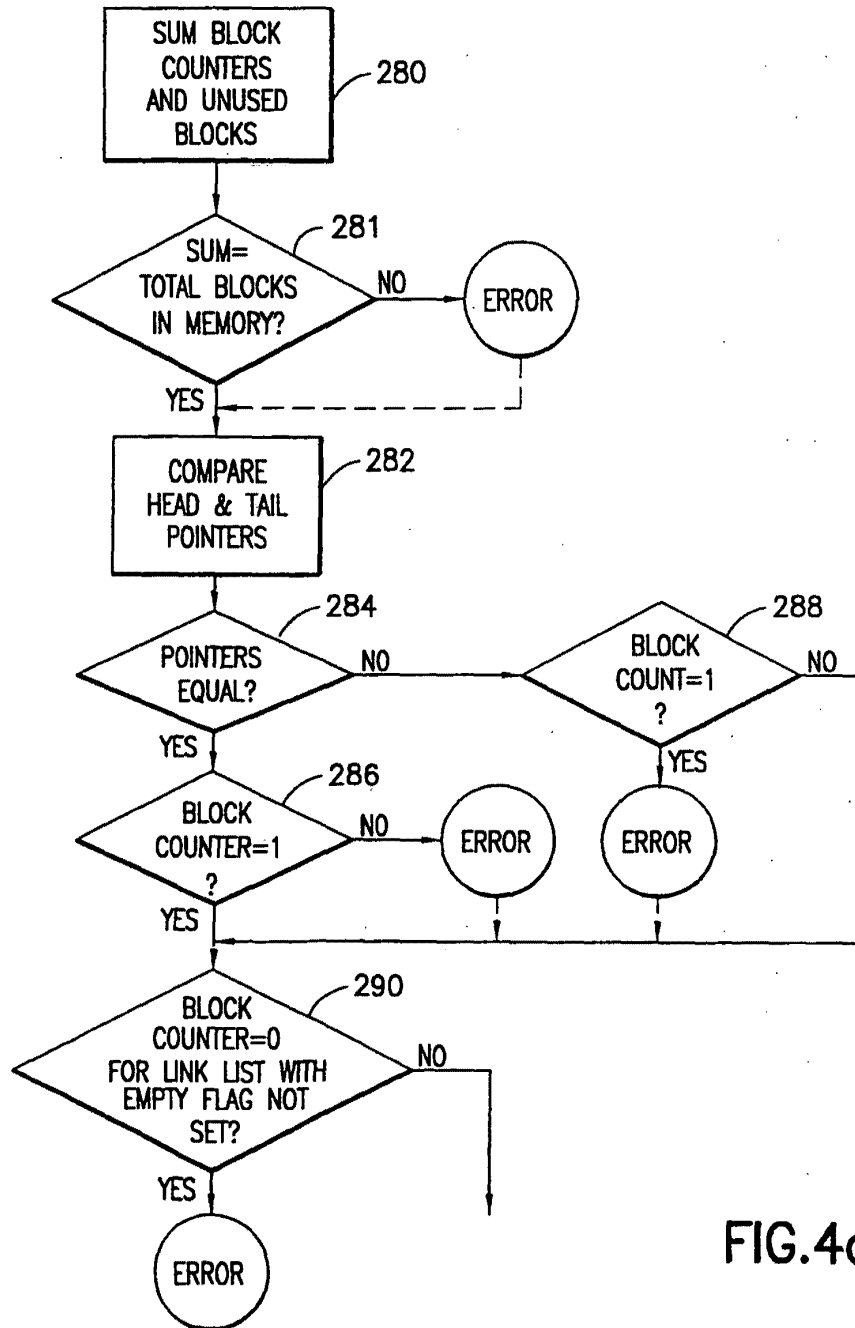 SUM BLOCK
COUNTERS
AND UNUSED
BLOCKS
280
281
SUM=
TOTAL BLOCKS
IN MEMORY?
NO
ERROR
YES
282
COMPARE
HEAD & TAIL
POINTERS
284
POINTERS
EQUAL?
NO
288
BLOCK
COUNT=1
?
NO
YES
YES
286
BLOCK
COUNTER=1
?
NO
ERROR
ERROR
YES
290
BLOCK
COUNTER=0
FOR LINK LIST WITH
EMPTY FLAG NOT
SET?
NO
YES
ERROR